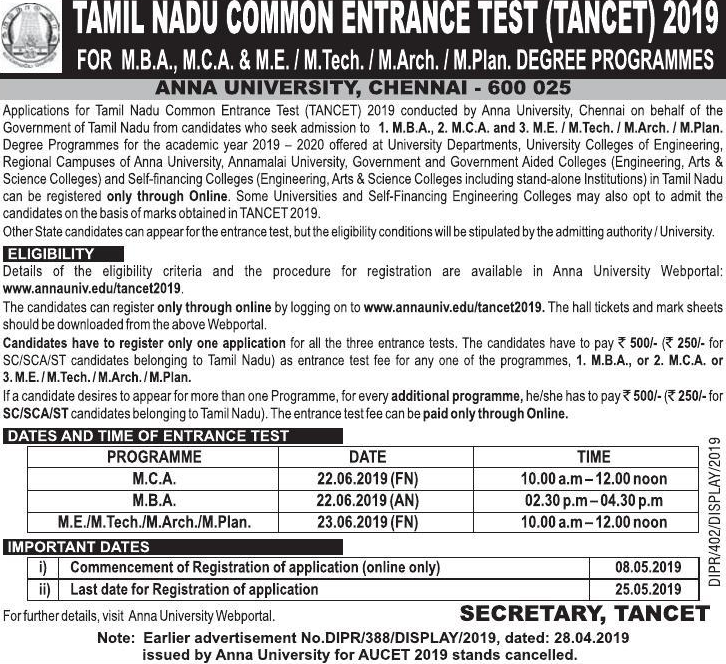 TAMIL NADU COMMON ENTRANCE TEST (TANCET) 2019
FOR M.B.A., M.C.A. & M.E. / M.Tech. / M.Arch. / M.Plan. DEGREE PROGRAMMES
ANNA UNIVERSITY, CHENNAI - 600 025
Applications for Tamil Nadu Common Entrance Test (TANCET) 2019 conducted by Anna University, Chennai on behalf of the
Government of Tamil Nadu from candidates who seek admission to 1. M.B.A., 2. M.C.A. and 3. M.E. / M.Tech. / M.Arch. / M.Plan.
Degree Programmes for the academic year 2019 – 2020 offered at University Departments, University Colleges of Engineering,
Regional Campuses of Anna University, Annamalai University, Government and Government Aided Colleges (Engineering, Arts &
Science Colleges) and Self-financing Colleges (Engineering, Arts & Science Colleges including stand-alone Institutions) in Tamil Nadu
can be registered only through Online. Some Universities and Self-Financing Engineering Colleges may also opt to admit the
candidates on the basis of marks obtained in TANCET 2019.
Other State candidates can appear for the entrance test, but the eligibility conditions will be stipulated by the admitting authority / University.
ELIGIBILITY
Details of the eligibility criteria and the procedure for registration are available in Anna University Webportal:
www.annauniv.edu/tancet2019.
The candidates can register only through online by logging on to www.annauniv.edu/tancet2019. The hall tickets and mark sheets
should be downloaded from the above Webportal.
Candidates have to register only one application for all the three entrance tests. The candidates have to pay ₹ 500/- (₹ 250/- for
SC/SCA/ST candidates belonging to Tamil Nadu) as entrance test fee for any one of the programmes, 1. M.B.A., or 2. M.C.A. or
3. M.E. / M.Tech. / M.Arch. / M.Plan.
If a candidate desires to appear for more than one Programme, for every additional programme, he/she has to pay ₹ 500/- (₹ 250/- for
SC/SCA/ST candidates belonging to Tamil Nadu). The entrance test fee can be paid only through Online.
DATES AND TIME OF ENTRANCE TEST
PROGRAMME DATE TIME
M.C.A. 22.06.2019 (FN) 10.00 a.m – 12.00 noon
M.B.A. 22.06.2019 (AN) 02.30 p.m – 04.30 p.m
M.E./M.Tech./M.Arch./M.Plan. 23.06.2019 (FN) 10.00 a.m – 12.00 noon
IMPORTANT DATES
i) Commencement of Registration of application (online only) 08.05.2019
ii) Last date for Registration of application 25.05.2019
For further details, visit Anna University Webportal. SECRETARY, TANCET
Note: Earlier advertisement No.DIPR/388/DISPLAY/2019, dated: 28.04.2019
issued by Anna University for AUCET 2019 stands cancelled.
DIPR/402/DISPLAY/2019